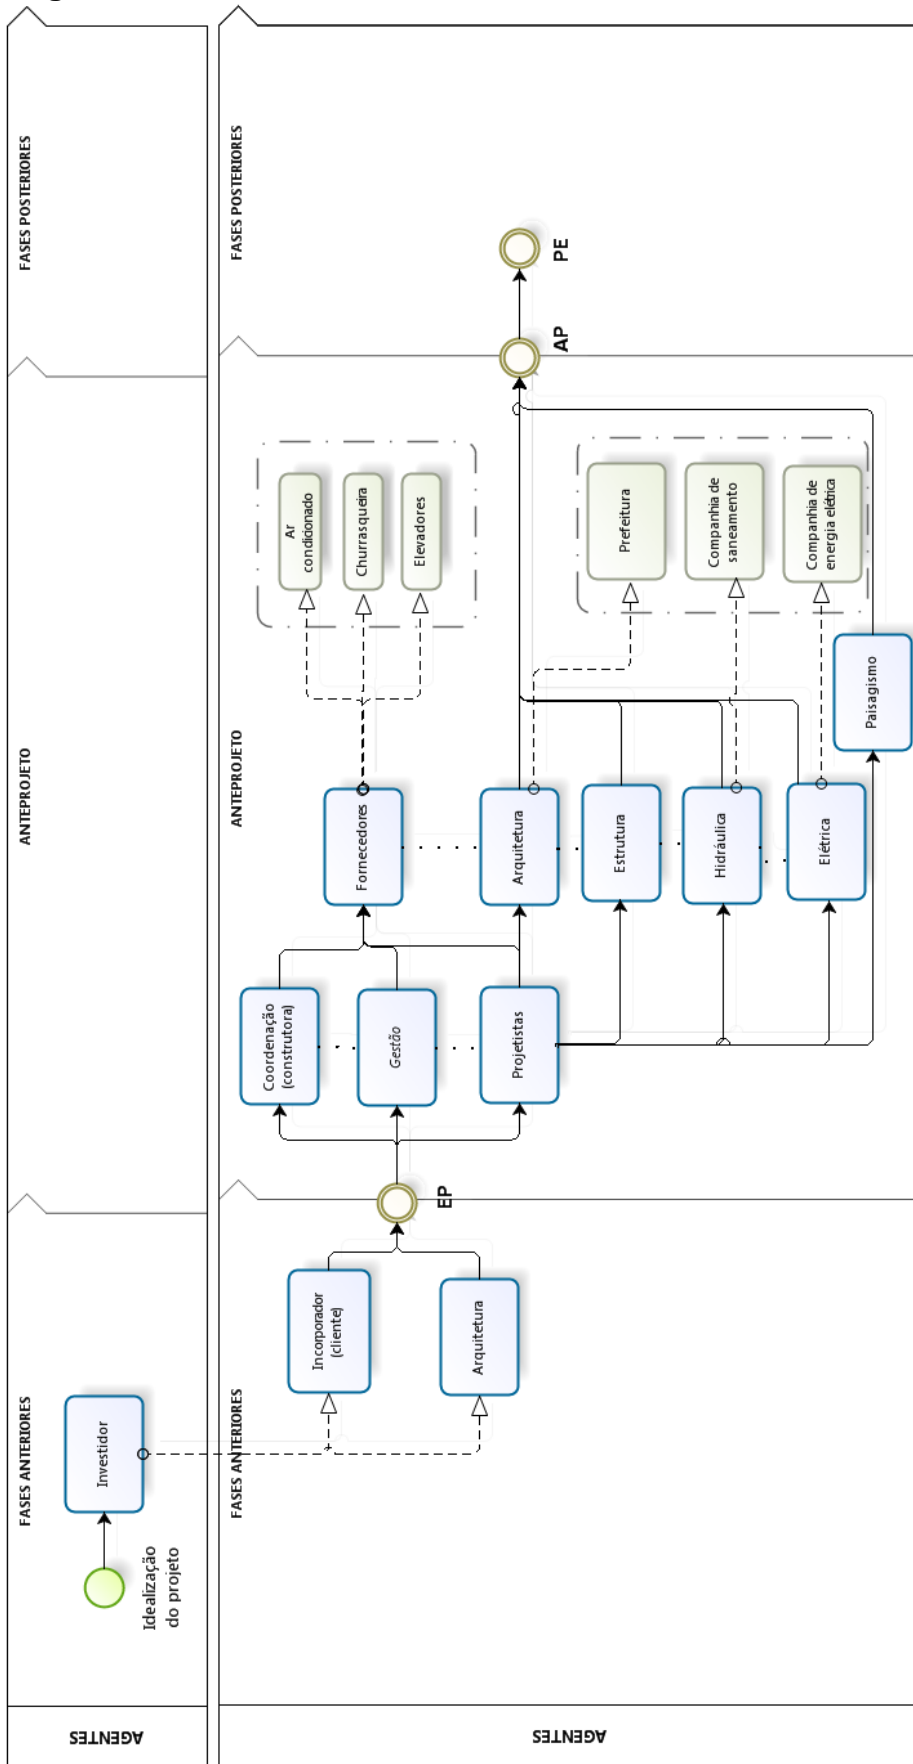 AGENTES
FASES ANTERIORES
ANTEPROJETO
FASES POSTERIORES
Idealização
do projeto
Investidor
AGENTES
FASES ANTERIORES
ANTEPROJETO
FASES POSTERIORES
Incorporador
(cliente)
Arquitetura
EP
Coordenação
(construtora)
Gestão
Projetistas
Fornecedores
Arquitetura
Estrutura
Hidráulica
Elétrica
Paisagismo
Ar
condicionado
Churrasqueira
Elevadores
Prefeitura
Companhia de
saneamento
Companhia de
energia elétrica
AP
PE